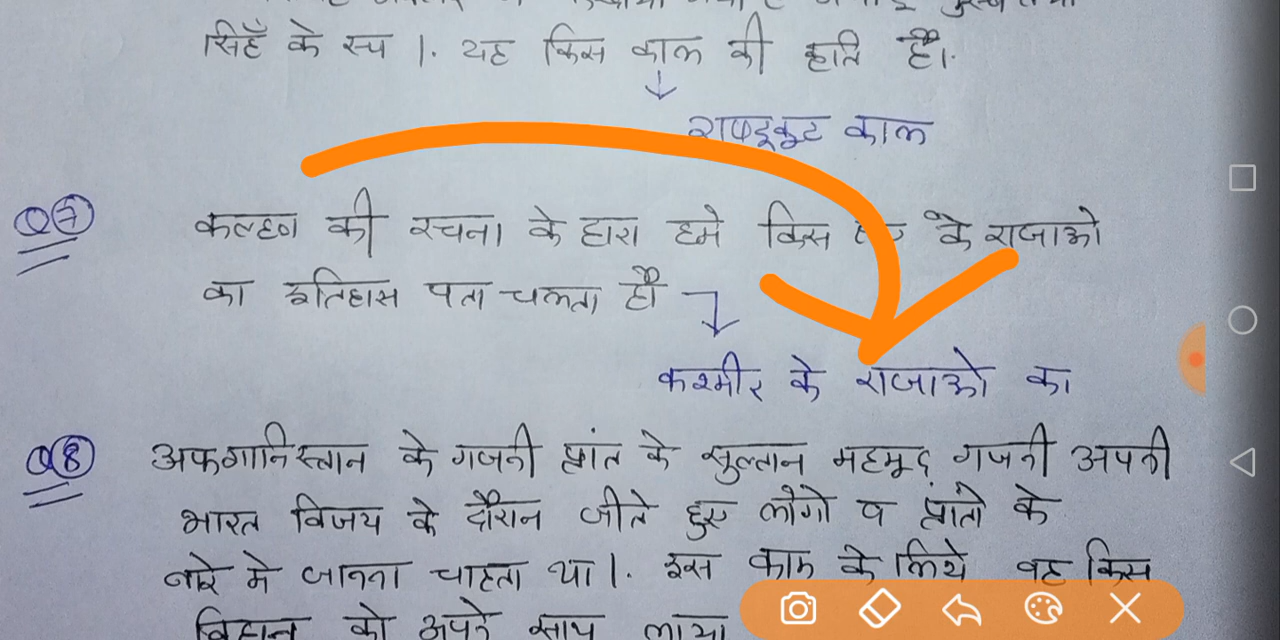 सिहँ के रुप । यह किस काल की कृति है।
राष्ट्रकूट काल
Q7 कल्हण की रचना के द्वारा हमे किस के राजाओ
का इतिहास पता चलता है
कश्मीर के राजाओ का
Q8 अफगानिस्तान के गजनी प्रांत के सुल्तान महमूद गजनी अपनी
भारत विजय के दौरान जीते हुए लोगो व प्रांतो के
बारे मे जानना चाहता था। इस काम के लिये वह किस
विद्वान को अपने साथ लाया